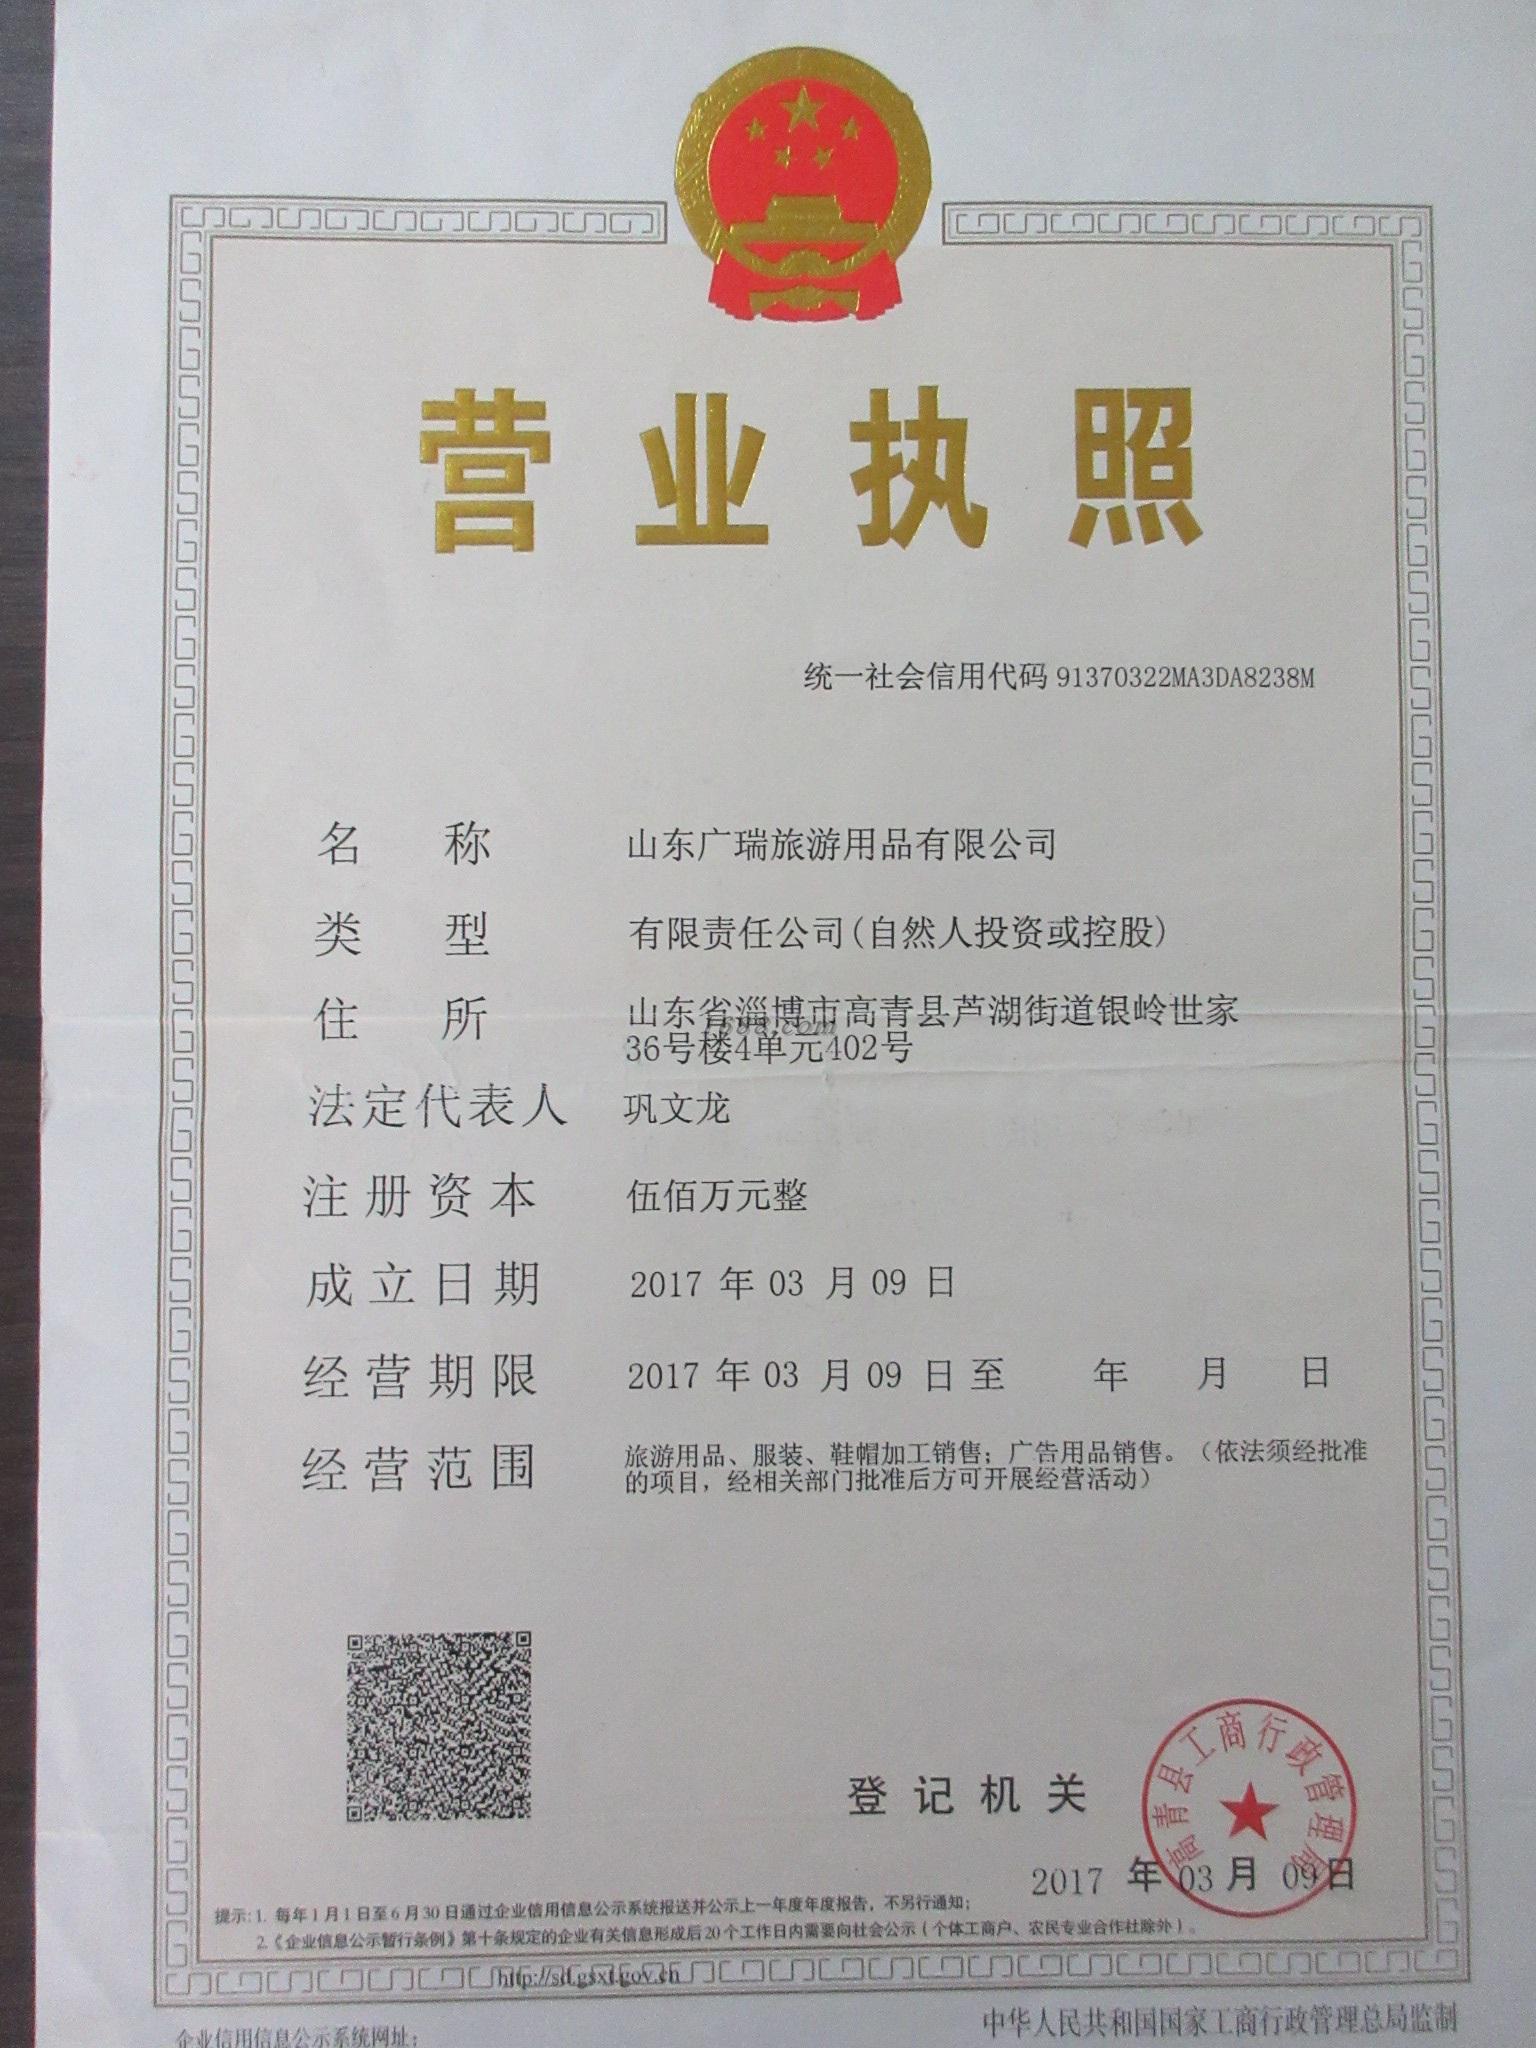 营业执照
统一社会信用代码 91370322MA3DA8238M
名称 山东广瑞旅游用品有限公司
类型 有限责任公司(自然人投资或控股)
住所 山东省淄博市高青县芦湖街道银岭世家
36号楼4单元402号
1688.com
法定代表人 巩文龙
注册资本 伍佰万元整
成立日期 2017 年 03 月 09 日
经营期限 2017 年 03 月 09 日 至 年 月 日
经营范围 旅游用品、服装、鞋帽加工销售；广告用品销售。（依法须经批准
的项目，经相关部门批准后方可开展经营活动）
登记机关
高青县工商行政管理局
2017 年 03 月 09 日
提示：1. 每年1月1日至6月30日通过企业信用信息公示系统报送并公示上一年度年度报告，不另行通知；
2.《企业信息公示暂行条例》第十条规定的企业有关信息形成后20个工作日内需要向社会公示（个体工商户、农民专业合作社除外）。
http://sd.gsxt.gov.cn
企业信用信息公示系统网址：
中华人民共和国国家工商行政管理总局监制